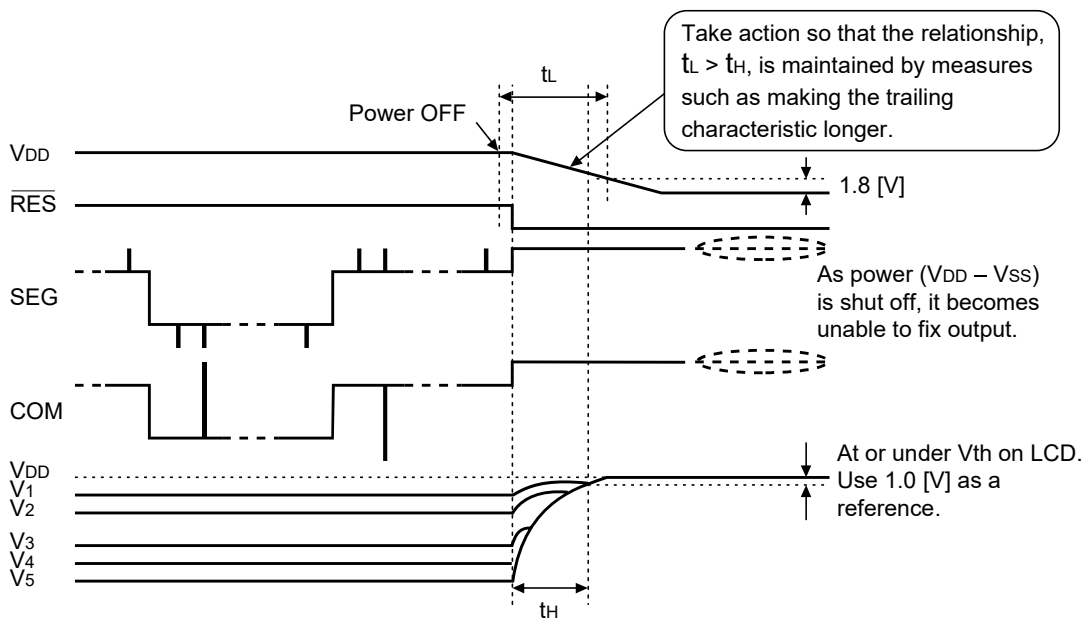 Take action so that the relationship,
tL > tH, is maintained by measures
such as making the trailing
characteristic longer.
tL
Power OFF
VDD
1.8 [V]
RES
SEG
As power (VDD – VSS)
is shut off, it becomes
unable to fix output.
COM
VDD
V1
V2
V3
V4
V5
At or under Vth on LCD.
Use 1.0 [V] as a
reference.
tH